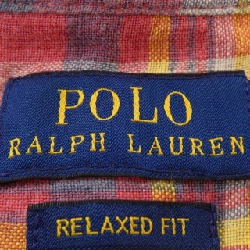 POLO
RALPH LAUREN
RELAXED FIT